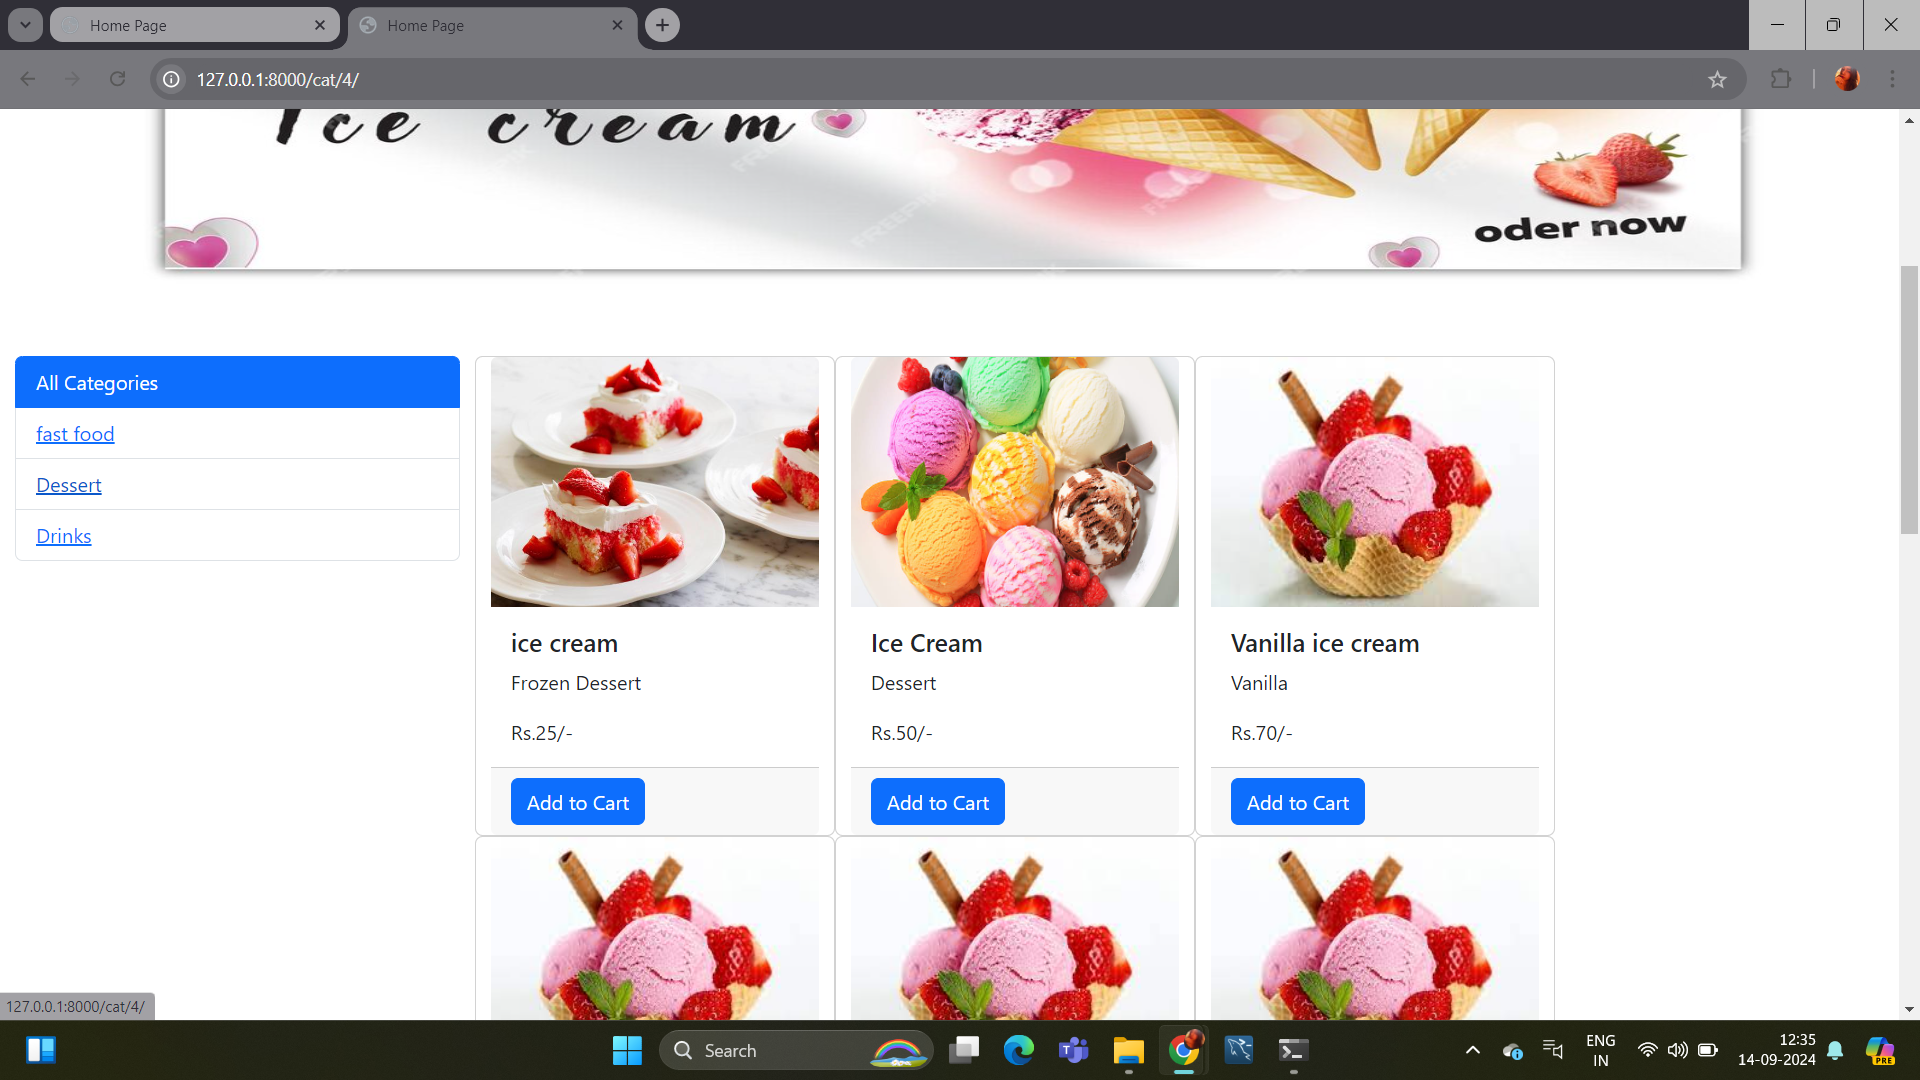 Home Page
Home Page
127.0.0.1:8000/cat/4/
Ice cream
oder now
All Categories
fast food
Dessert
Drinks
ice cream
Frozen Dessert
Rs.25/-
Add to Cart
Ice Cream
Dessert
Rs.50/-
Add to Cart
Vanilla ice cream
Vanilla
Rs.70/-
Add to Cart
127.0.0.1:8000/cat/4/
Search
ENG
IN
12:35
14-09-2024
PRE